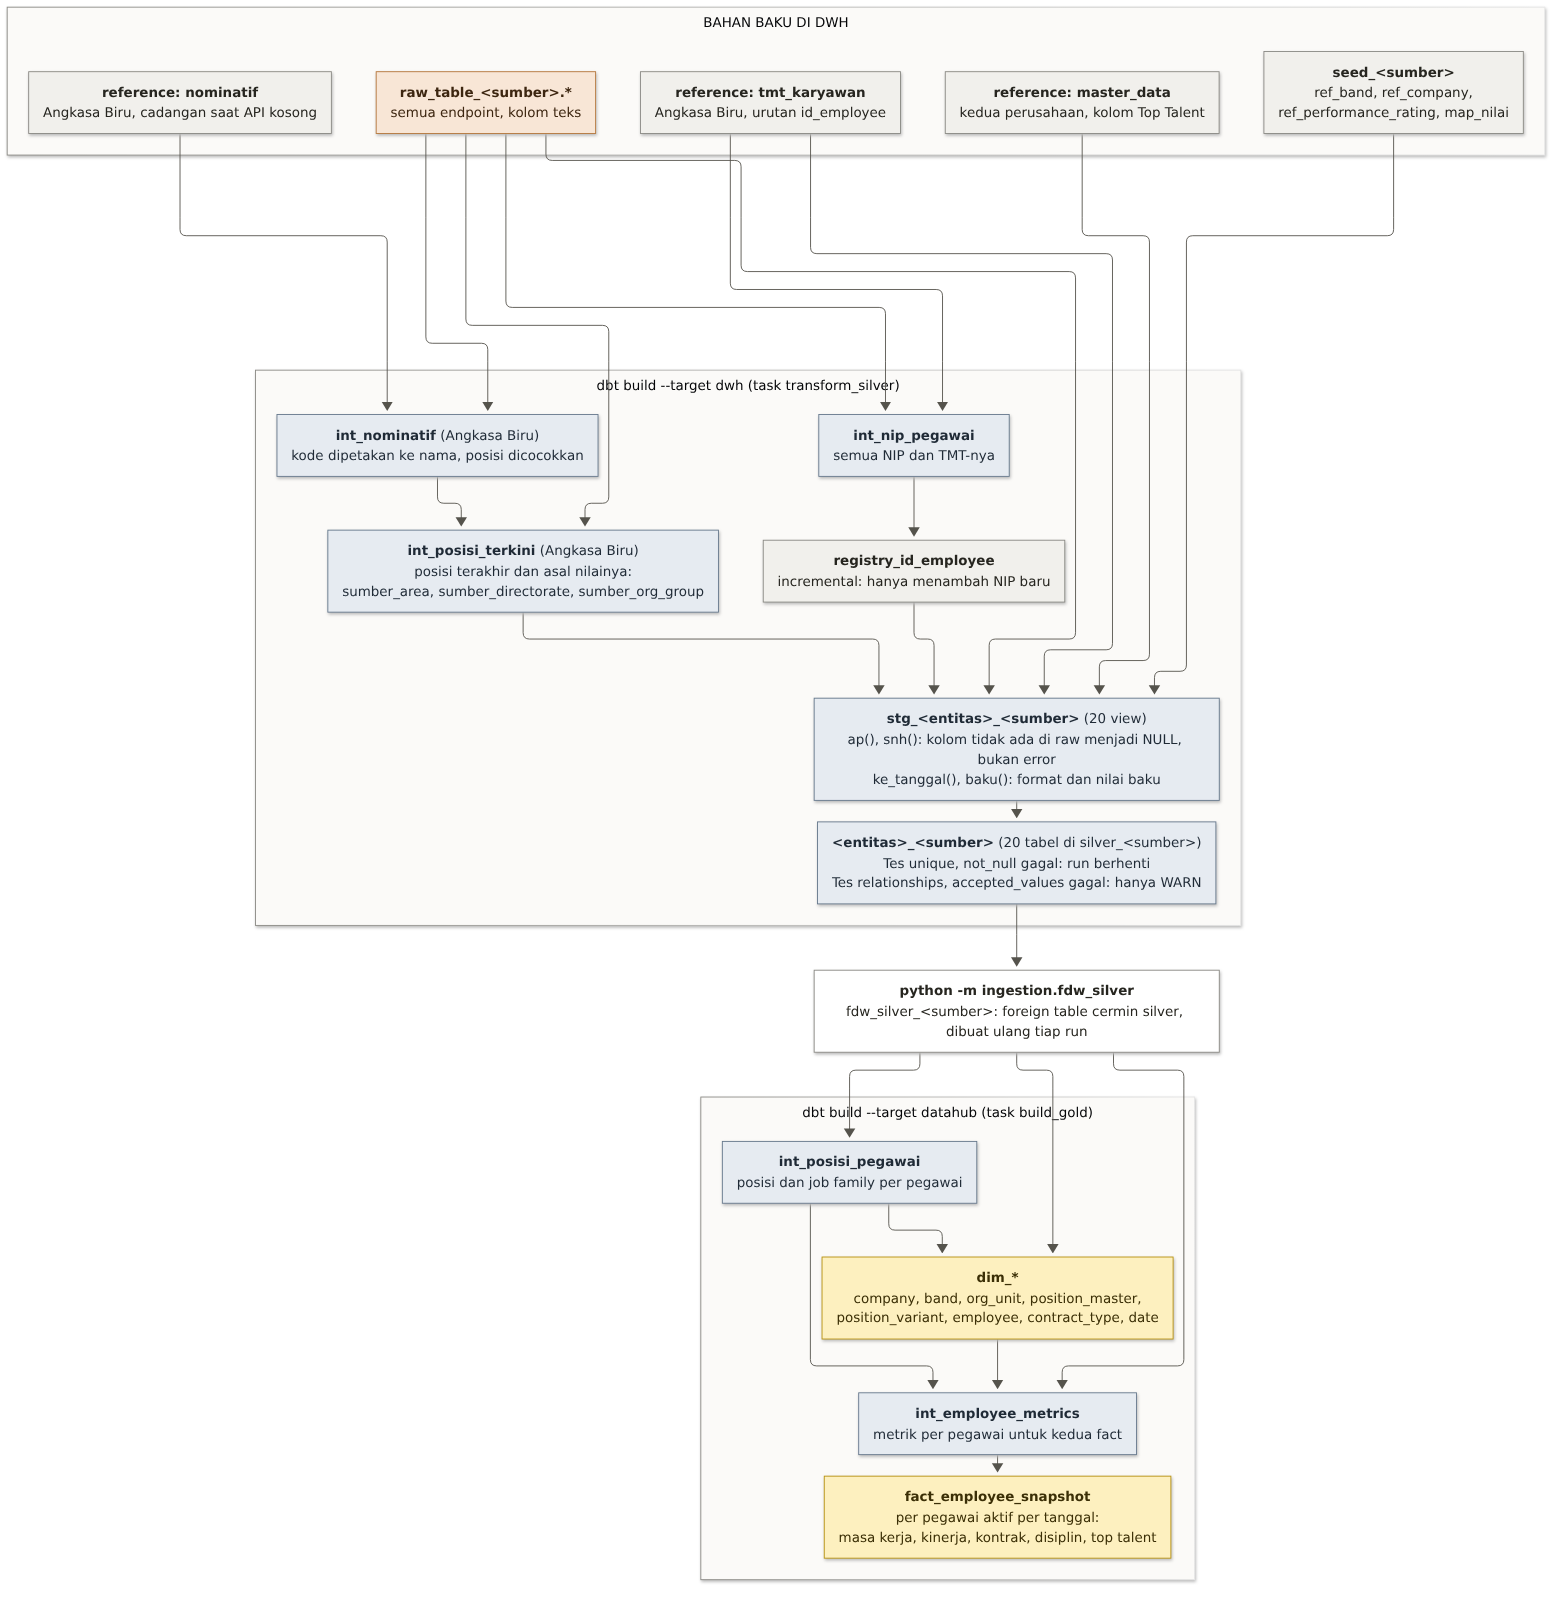 BAHAN BAKU DI DWH
reference: nominatif
Angkasa Biru, cadangan saat API kosong
raw_table_<sumber>.*
semua endpoint, kolom teks
reference: tmt_karyawan
Angkasa Biru, urutan id_employee
reference: master_data
kedua perusahaan, kolom Top Talent
seed_<sumber>
ref_band, ref_company,
ref_performance_rating, map_nilai
dbt build --target dwh (task transform_silver)
int_nominatif (Angkasa Biru)
kode dipetakan ke nama, posisi dicocokkan
int_nip_pegawai
semua NIP dan TMT-nya
int_posisi_terkini (Angkasa Biru)
posisi terakhir dan asal nilainya:
sumber_area, sumber_directorate, sumber_org_group
registry_id_employee
incremental: hanya menambah NIP baru
stg_<entitas>_<sumber> (20 view)
ap(), snh(): kolom tidak ada di raw menjadi NULL,
bukan error
ke_tanggal(), baku(): format dan nilai baku
<entitas>_<sumber> (20 tabel di silver_<sumber>)
Tes unique, not_null gagal: run berhenti
Tes relationships, accepted_values gagal: hanya WARN
python -m ingestion.fdw_silver
fdw_silver_<sumber>: foreign table cermin silver,
dibuat ulang tiap run
dbt build --target datahub (task build_gold)
int_posisi_pegawai
posisi dan job family per pegawai
dim_*
company, band, org_unit, position_master,
position_variant, employee, contract_type, date
int_employee_metrics
metrik per pegawai untuk kedua fact
fact_employee_snapshot
per pegawai aktif per tanggal:
masa kerja, kinerja, kontrak, disiplin, top talent